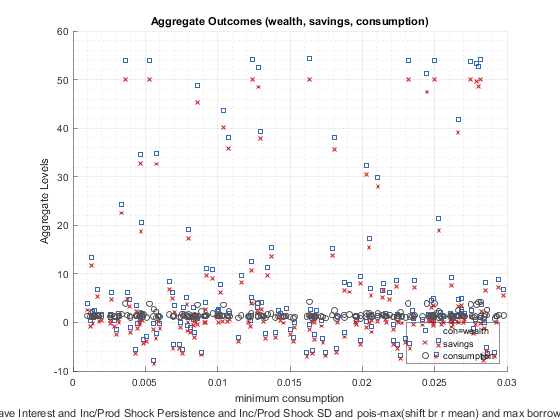 Aggregate Outcomes (wealth, savings, consumption)
60
50
40
30
20
10
0
-10
Aggregate Levels
0
0.005
0.01
0.015
0.02
0.025
0.03
minimum consumption
coh=wealth
savings
consumption
ave Interest and Inc/Prod Shock Persistence and Inc/Prod Shock SD and pois-max(shift br r mean) and max borrow